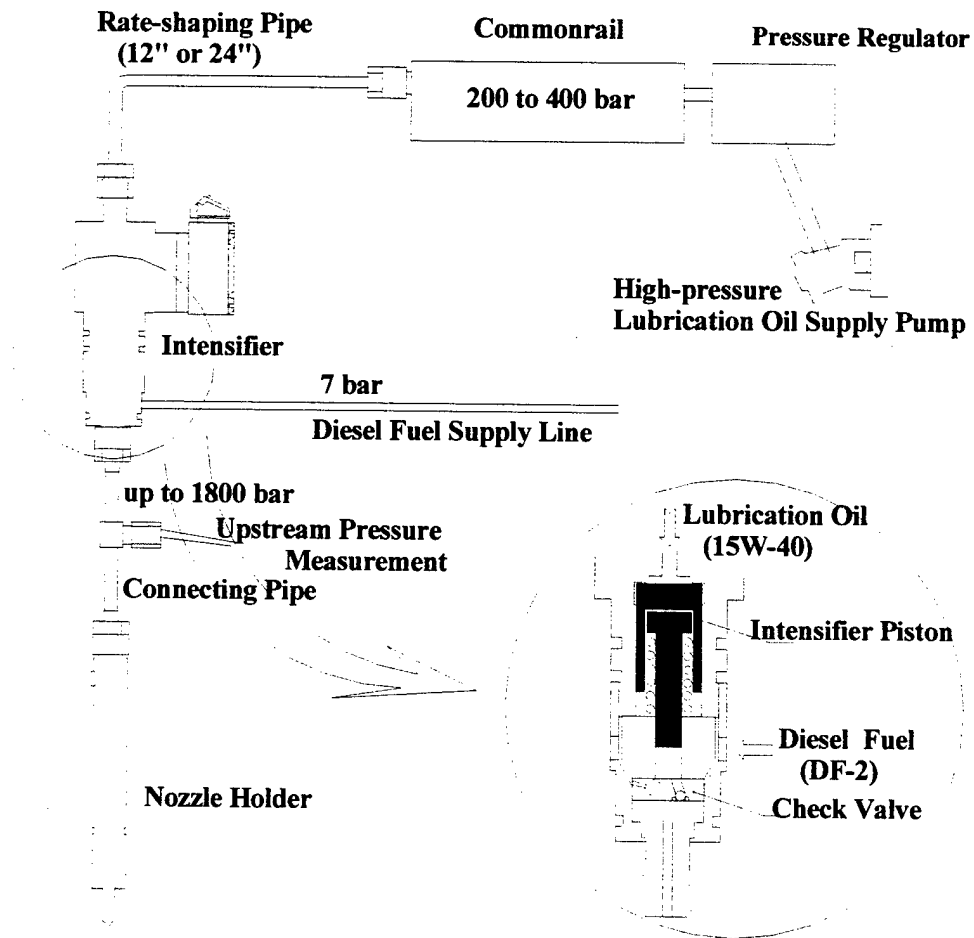 Rate-shaping Pipe
(12" or 24")
Commonrail
Pressure Regulator
200 to 400 bar
High-pressure
Lubrication Oil Supply Pump
Intensifier
7 bar
Diesel Fuel Supply Line
up to 1800 bar
Upstream Pressure
Measurement
Connecting Pipe
Nozzle Holder
Lubrication Oil
(15W-40)
Intensifier Piston
Diesel Fuel
(DF-2)
Check Valve